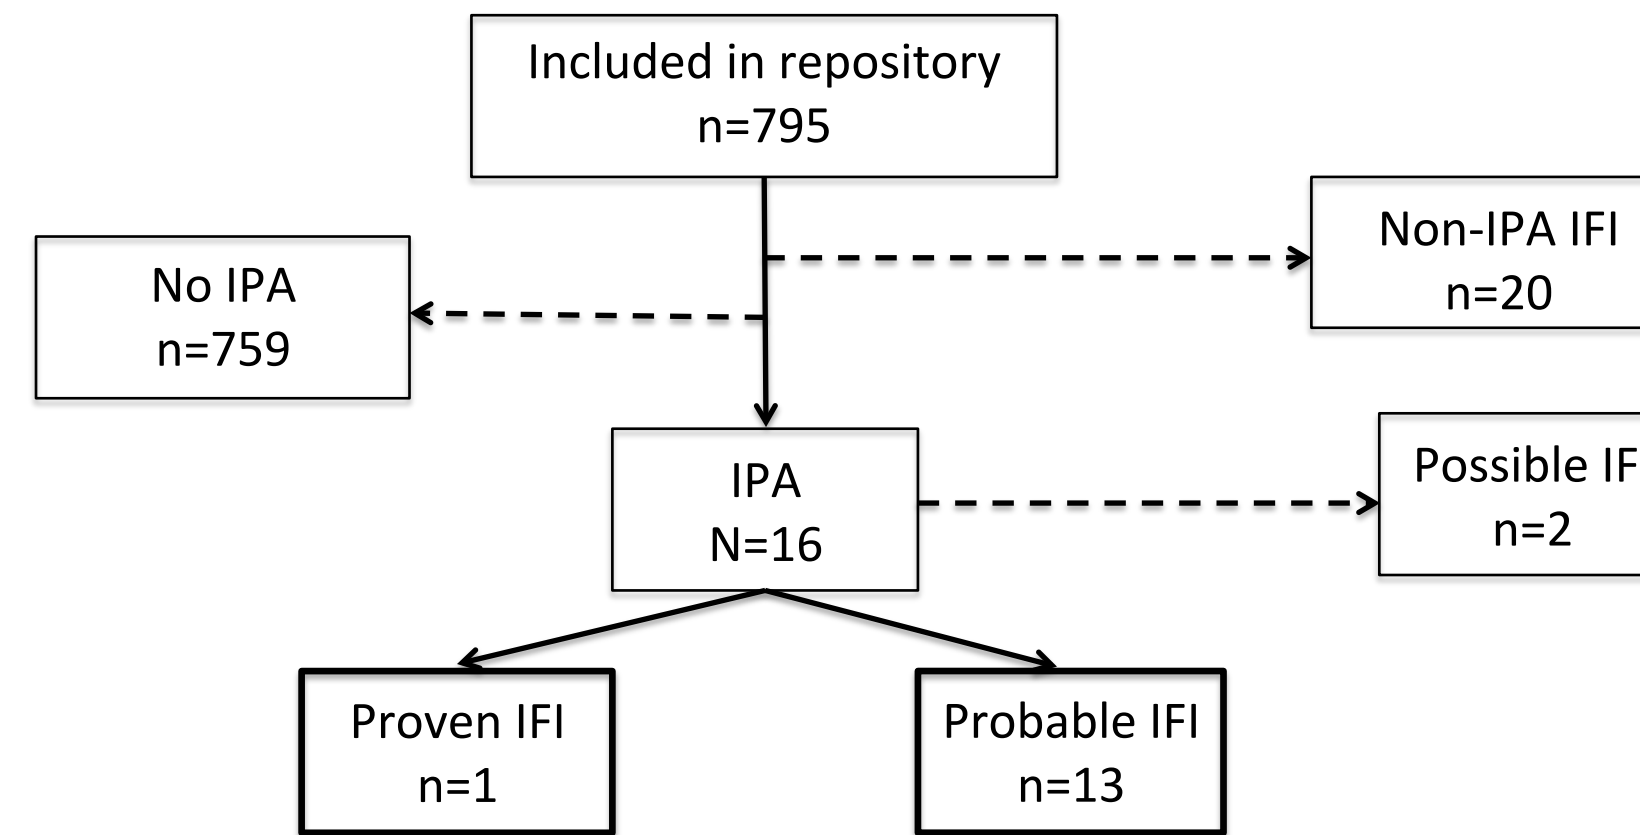 Included in repository
n=795
Non-IPA IFI
n=20
No IPA
n=759
IPA
N=16
Possible IF
n=2
Proven IFI
n=1
Probable IFI
n=13